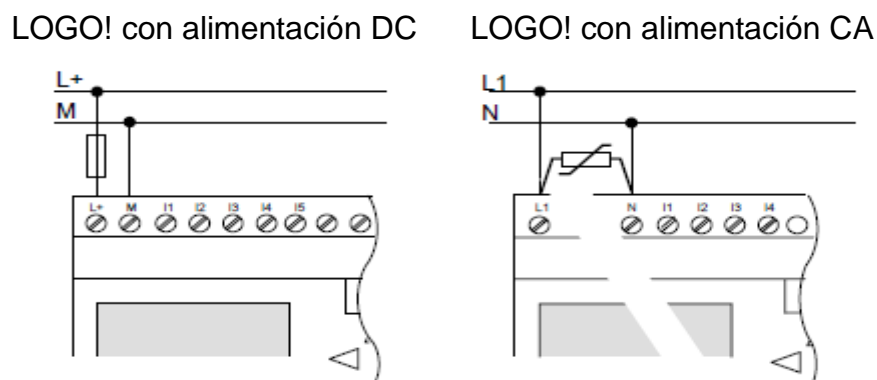 LOGO! con alimentación DC
L+
M
L+ M I1 I2 I3 I4 I5
LOGO! con alimentación CA
L1
N
L1 N I1 I2 I3 I4